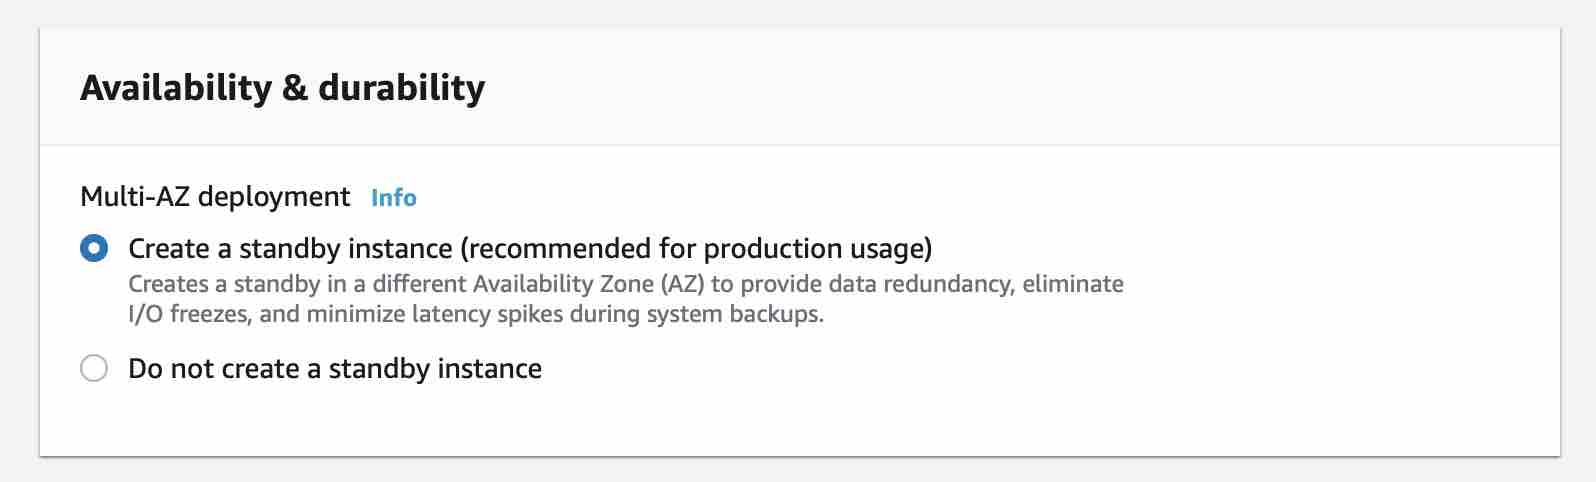 Availability & durability
Multi-AZ deployment Info
Create a standby instance (recommended for production usage)
Creates a standby in a different Availability Zone (AZ) to provide data redundancy, eliminate
I/O freezes, and minimize latency spikes during system backups.
Do not create a standby instance